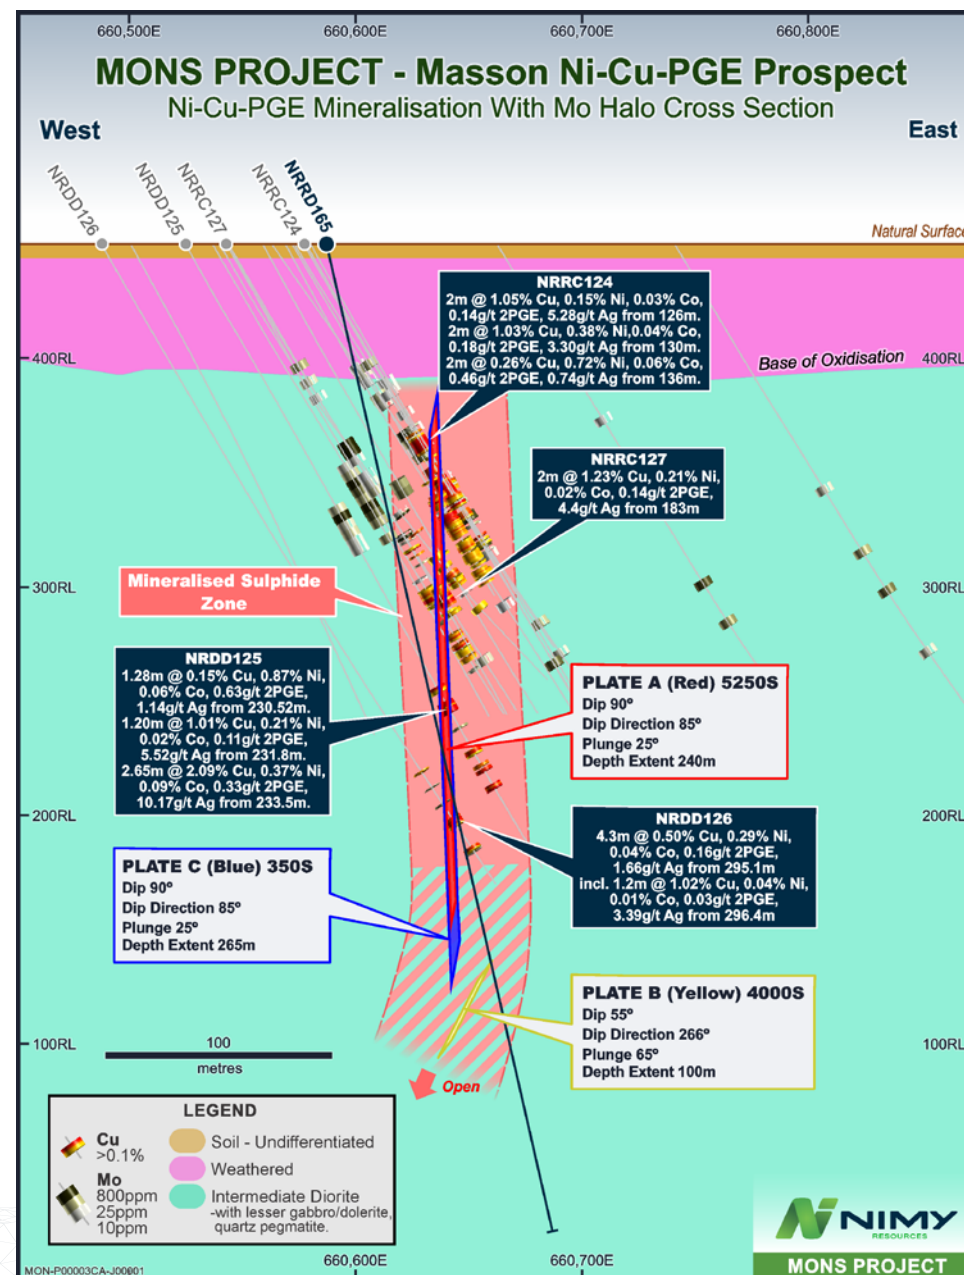 660,500E
660,600E
660,700E
660,800E
MONS PROJECT - Masson Ni-Cu-PGE Prospect
Ni-Cu-PGE Mineralisation With Mo Halo Cross Section
West
East
NRDD126
NRDD125
NRRC127
NRRC124
NRRD165
Natural Surface
NRRC124
2m @ 1.05% Cu, 0.15% Ni, 0.03% Co,
0.14g/t 2PGE, 5.28g/t Ag from 126m.
2m @ 1.03% Cu, 0.38% Ni,0.04% Co,
0.18g/t 2PGE, 3.30g/t Ag from 130m.
2m @ 0.26% Cu, 0.72% Ni, 0.06% Co,
0.46g/t 2PGE, 0.74g/t Ag from 136m.
400RL
Base of Oxidisation
400RL
NRRC127
2m @ 1.23% Cu, 0.21% Ni,
0.02% Co, 0.14g/t 2PGE,
4.4g/t Ag from 183m
300RL
300RL
Mineralised Sulphide
Zone
NRDD125
1.28m @ 0.15% Cu, 0.87% Ni,
0.06% Co, 0.63g/t 2PGE,
1.14g/t Ag from 230.52m.
1.20m @ 1.01% Cu, 0.21% Ni,
0.02% Co, 0.11g/t 2PGE,
5.52g/t Ag from 231.8m.
2.65m @ 2.09% Cu, 0.37% Ni,
0.09% Co, 0.33g/t 2PGE,
10.17g/t Ag from 233.5m.
PLATE A (Red) 5250S
Dip 90º
Dip Direction 85º
Plunge 25º
Depth Extent 240m
200RL
200RL
NRDD126
4.3m @ 0.50% Cu, 0.29% Ni,
0.04% Co, 0.16g/t 2PGE,
1.66g/t Ag from 295.1m
incl. 1.2m @ 1.02% Cu, 0.04% Ni,
0.01% Co, 0.03g/t 2PGE,
3.39g/t Ag from 296.4m
PLATE C (Blue) 350S
Dip 90º
Dip Direction 85º
Plunge 25º
Depth Extent 265m
PLATE B (Yellow) 4000S
Dip 55º
Dip Direction 266º
Plunge 65º
Depth Extent 100m
100RL
100RL
100
metres
Open
LEGEND
Cu
>0.1%
Mo
800ppm
25ppm
10ppm
Soil - Undifferentiated
Weathered
Intermediate Diorite
-with lesser gabbro/dolerite,
quartz pegmatite.
NIMY
RESOURCES
MONS PROJECT
MON-P00003CA-J00001
660,600E
660,700E